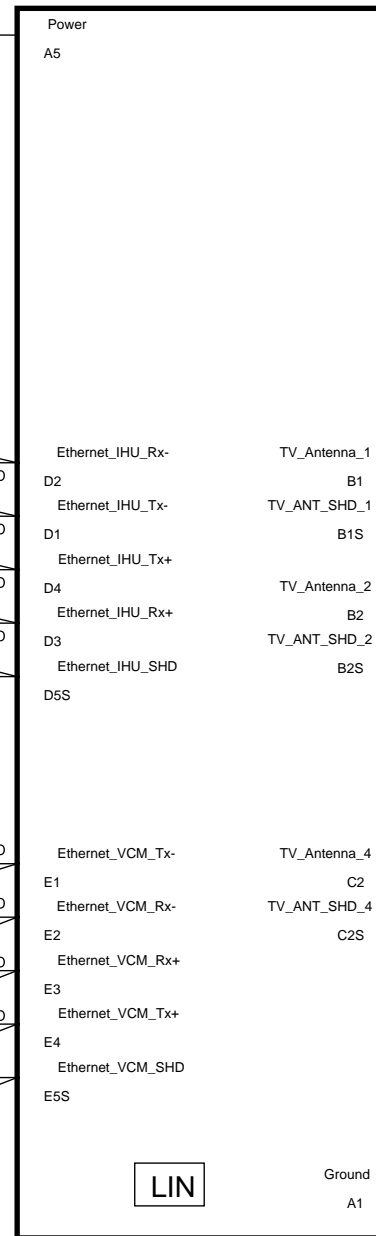 Power
A5
Ethernet_IHU_Rx- TV_Antenna_1
D2 B1
Ethernet_IHU_Tx- TV_ANT_SHD_1
D1 B1S
Ethernet_IHU_Tx+
D4 TV_Antenna_2
Ethernet_IHU_Rx+ B2
D3 TV_ANT_SHD_2
Ethernet_IHU_SHD B2S
D5S
Ethernet_VCM_Tx- TV_Antenna_4
E1 C2
Ethernet_VCM_Rx- TV_ANT_SHD_4
E2 C2S
Ethernet_VCM_Rx+
E3
Ethernet_VCM_Tx+
E4
Ethernet_VCM_SHD
E5S
LIN Ground
A1